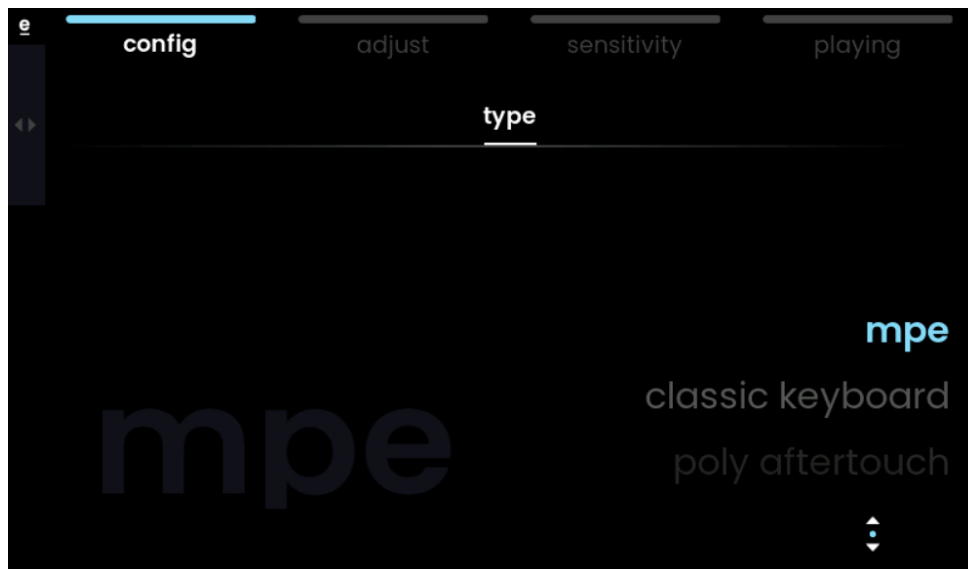 e
config adjust sensitivity playing
type
mpe
classic keyboard
mpe
poly aftertouch